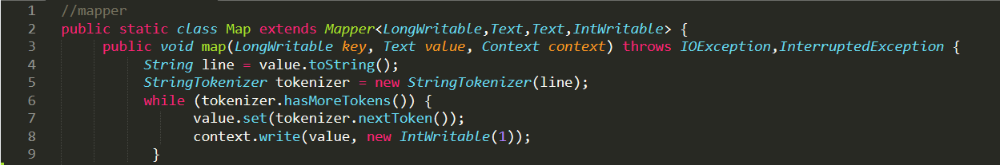 1 //mapper
2 public static class Map extends Mapper<LongWritable,Text,Text,IntWritable> {
3 public void map(LongWritable key, Text value, Context context) throws IOException,InterruptedException {
4 String line = value.toString();
5 StringTokenizer tokenizer = new StringTokenizer(line);
6 while (tokenizer.hasMoreTokens()) {
7 value.set(tokenizer.nextToken());
8 context.write(value, new IntWritable(1));
9 }